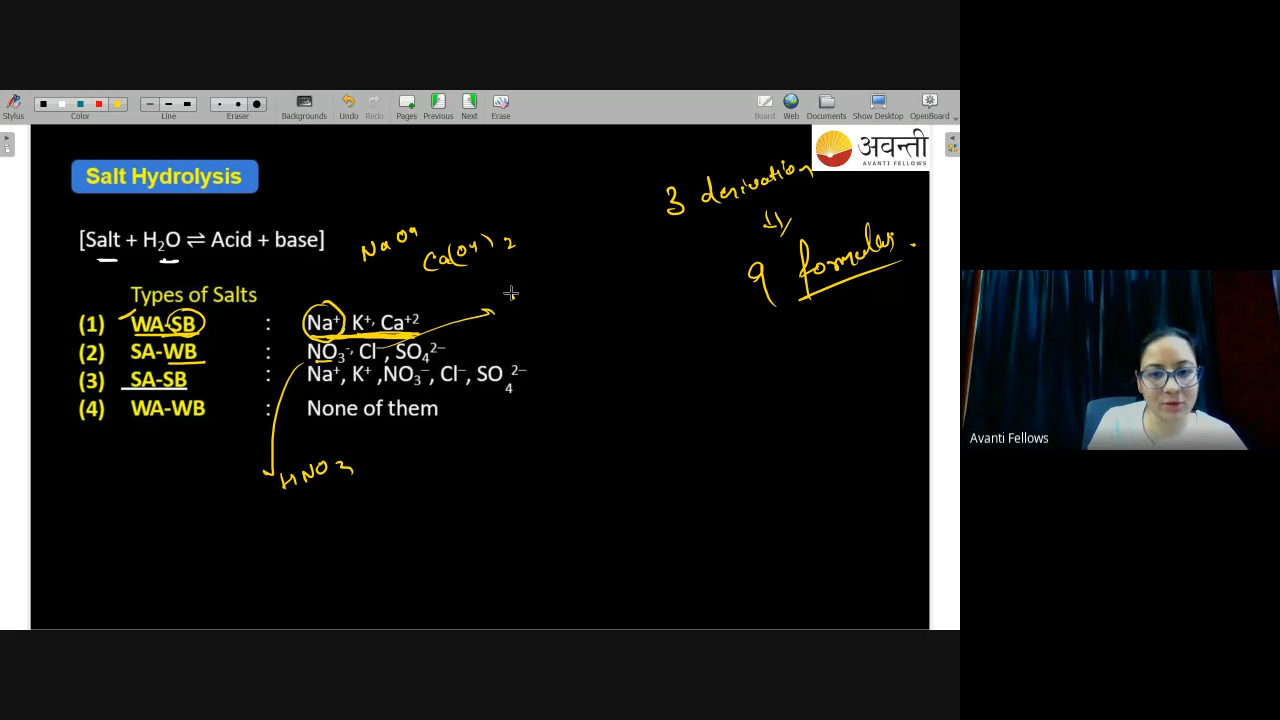 Stylus
Color
Line
Eraser
Backgrounds
Undo
Redo
Pages
Previous
Next
Erase
Board
Web
Documents
Show Desktop
OpenBoard
अवन्ती
AVANTI FELLOWS
Salt Hydrolysis
3 derivation
[Salt + H₂O ⇌ Acid + base]
NaOH
Ca(OH)2
9 formulas.
Types of Salts
(1) WA-SB : Na⁺, K⁺, Ca⁺²
(2) SA-WB : NO₃⁻, Cl⁻, SO₄²⁻
(3) SA-SB : Na⁺, K⁺ ,NO₃⁻, Cl⁻, SO₄²⁻
(4) WA-WB : None of them
HNO3
Avanti Fellows